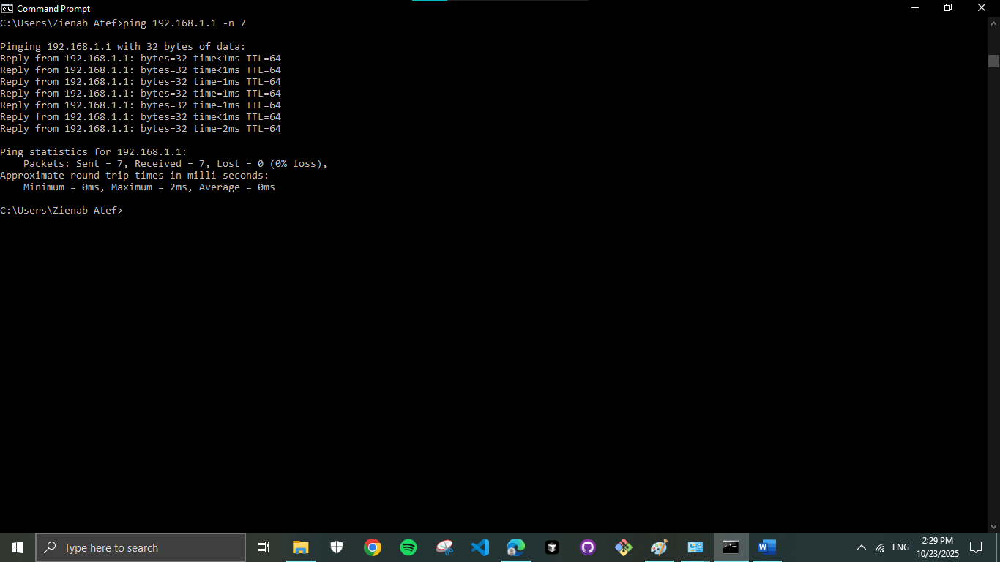 Command Prompt
C:\Users\Zienab Atef>ping 192.168.1.1 -n 7
Pinging 192.168.1.1 with 32 bytes of data:
Reply from 192.168.1.1: bytes=32 time<1ms TTL=64
Reply from 192.168.1.1: bytes=32 time<1ms TTL=64
Reply from 192.168.1.1: bytes=32 time=1ms TTL=64
Reply from 192.168.1.1: bytes=32 time=1ms TTL=64
Reply from 192.168.1.1: bytes=32 time=1ms TTL=64
Reply from 192.168.1.1: bytes=32 time<1ms TTL=64
Reply from 192.168.1.1: bytes=32 time=2ms TTL=64
Ping statistics for 192.168.1.1:
    Packets: Sent = 7, Received = 7, Lost = 0 (0% loss),
Approximate round trip times in milli-seconds:
    Minimum = 0ms, Maximum = 2ms, Average = 0ms
C:\Users\Zienab Atef>
Type here to search
ENG
2:29 PM
10/23/2025